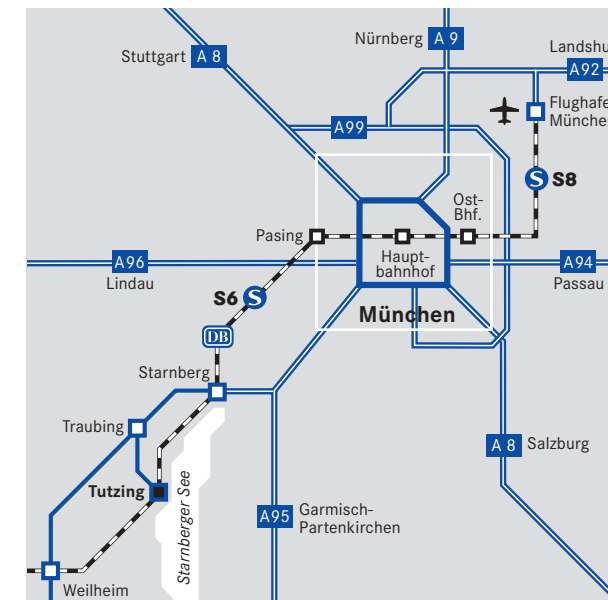 Nürnberg
A 9
Stuttgart
A 8
Landshu
A92
A99
Flughafe
Münche
S S8
Ost-
Bhf.
Pasing
Haupt-
bahnhof
A96
Lindau
A94
Passau
S6 S
München
DB
Starnberg
Traubing
A 8
Salzburg
Tutzing
Starnberger See
A95
Garmisch-
Partenkirchen
Weilheim